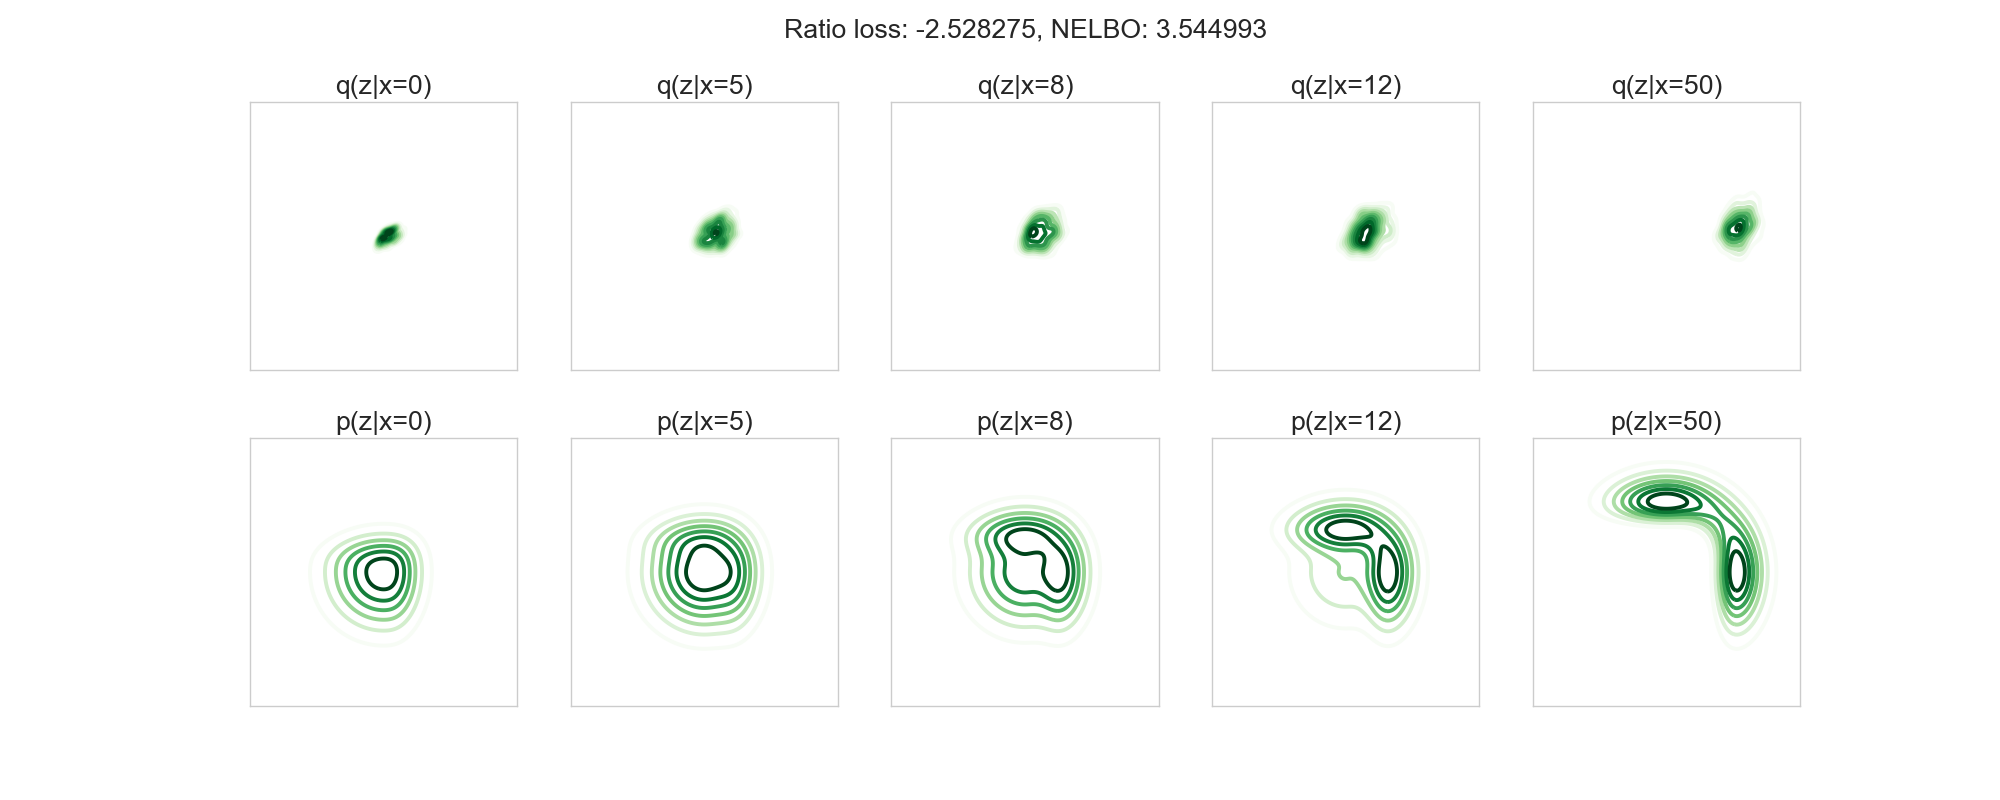 Ratio loss: -2.528275, NELBO: 3.544993
q(z|x=0) q(z|x=5) q(z|x=8) q(z|x=12) q(z|x=50)
p(z|x=0) p(z|x=5) p(z|x=8) p(z|x=12) p(z|x=50)